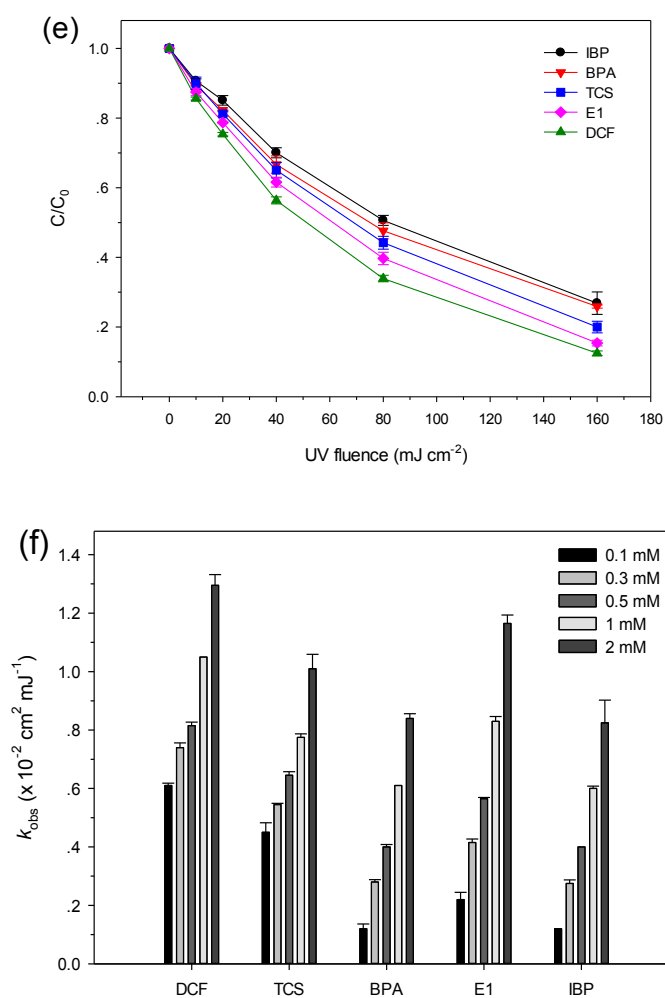 (e)
1.0
.8
.6
.4
.2
0.0
C/C0
IBP
BPA
TCS
E1
DCF
0 20 40 60 80 100 120 140 160 180
UV fluence (mJ cm-2)
(f)
1.4
1.2
1.0
.8
.6
.4
.2
0.0
kobs (x 10-2 cm2 mJ-1)
0.1 mM
0.3 mM
0.5 mM
1 mM
2 mM
DCF TCS BPA E1 IBP